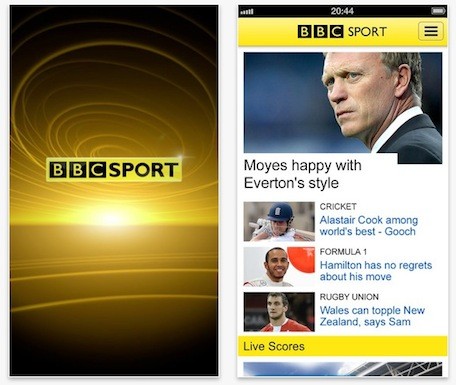 BBC SPORT
20:44
BBC SPORT
Moyes happy with
Everton's style
CRICKET
Alastair Cook among
world's best - Gooch
FORMULA 1
Hamilton has no regrets
about his move
RUGBY UNION
Wales can topple New
Zealand, says Sam
Live Scores